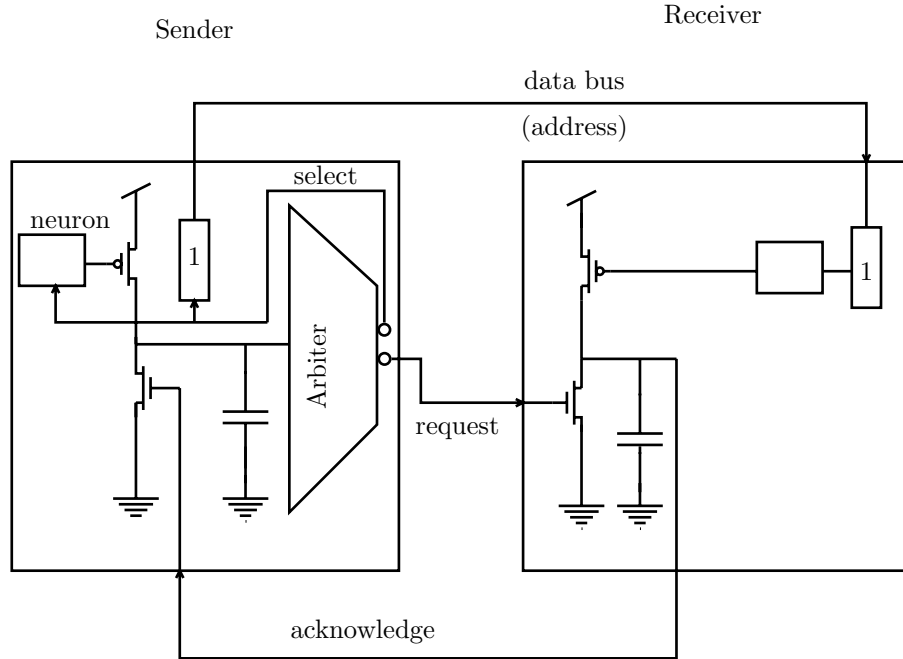 Sender
Receiver
data bus
(address)
select
neuron
1
1
Arbiter
request
acknowledge